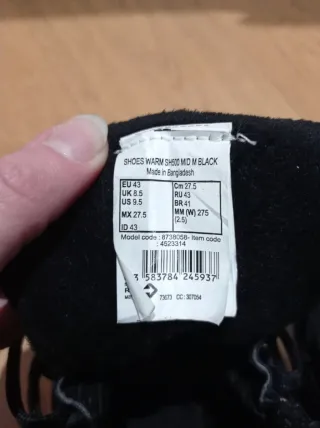 SHOES WARM SH500 MID M BLACK
Made in Bangladesh
EU 43 Cm 27.5
UK 8.5 RU 43
US 9.5 BR 41
MX 27.5 MM (W) 275
(2.5)
ID 43
Model code : 8738058- Item code
: 4523314
3 583784 245937
73673 CC : 307054